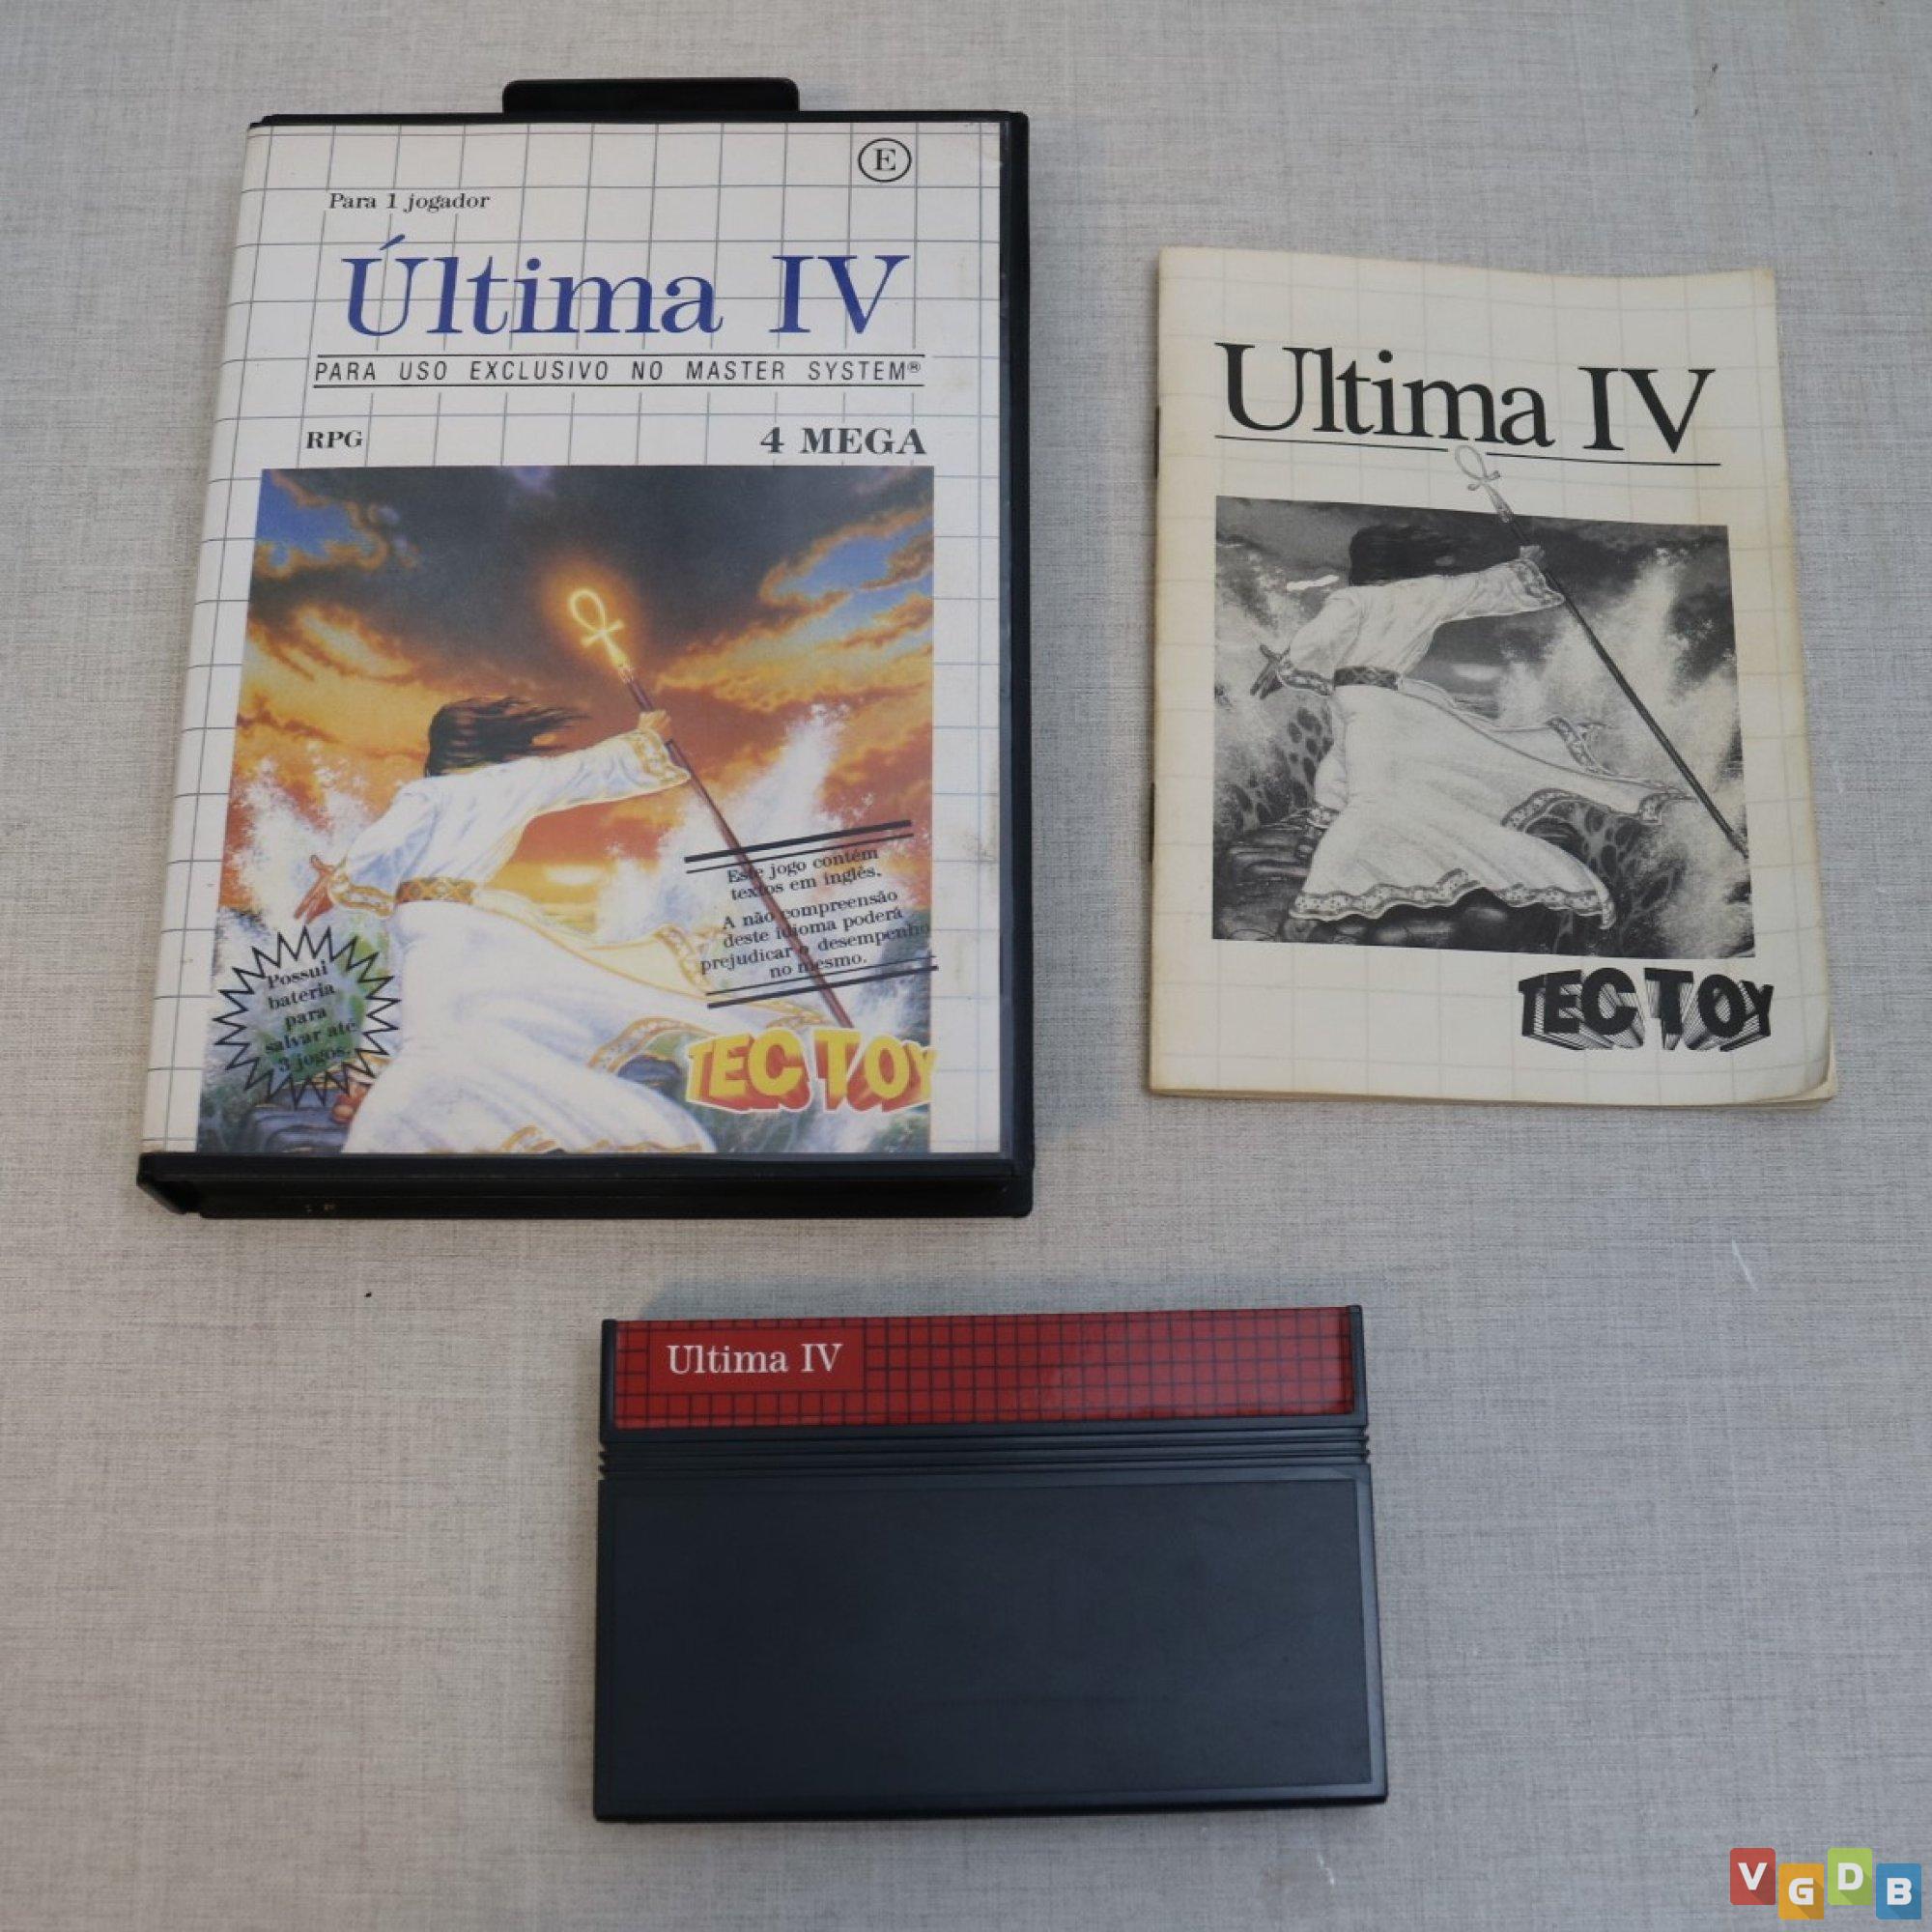 E
Para 1 jogador
Última IV
PARA USO EXCLUSIVO NO MASTER SYSTEM®
RPG
4 MEGA
Este jogo contém
textos em inglês.
A não compreensão
deste idioma poderá
prejudicar o desempenho
no mesmo.
Possui
bateria
para
salvar até
3 jogos.
TEC TOY
Ultima IV
TEC TOY
Ultima IV
VGDB